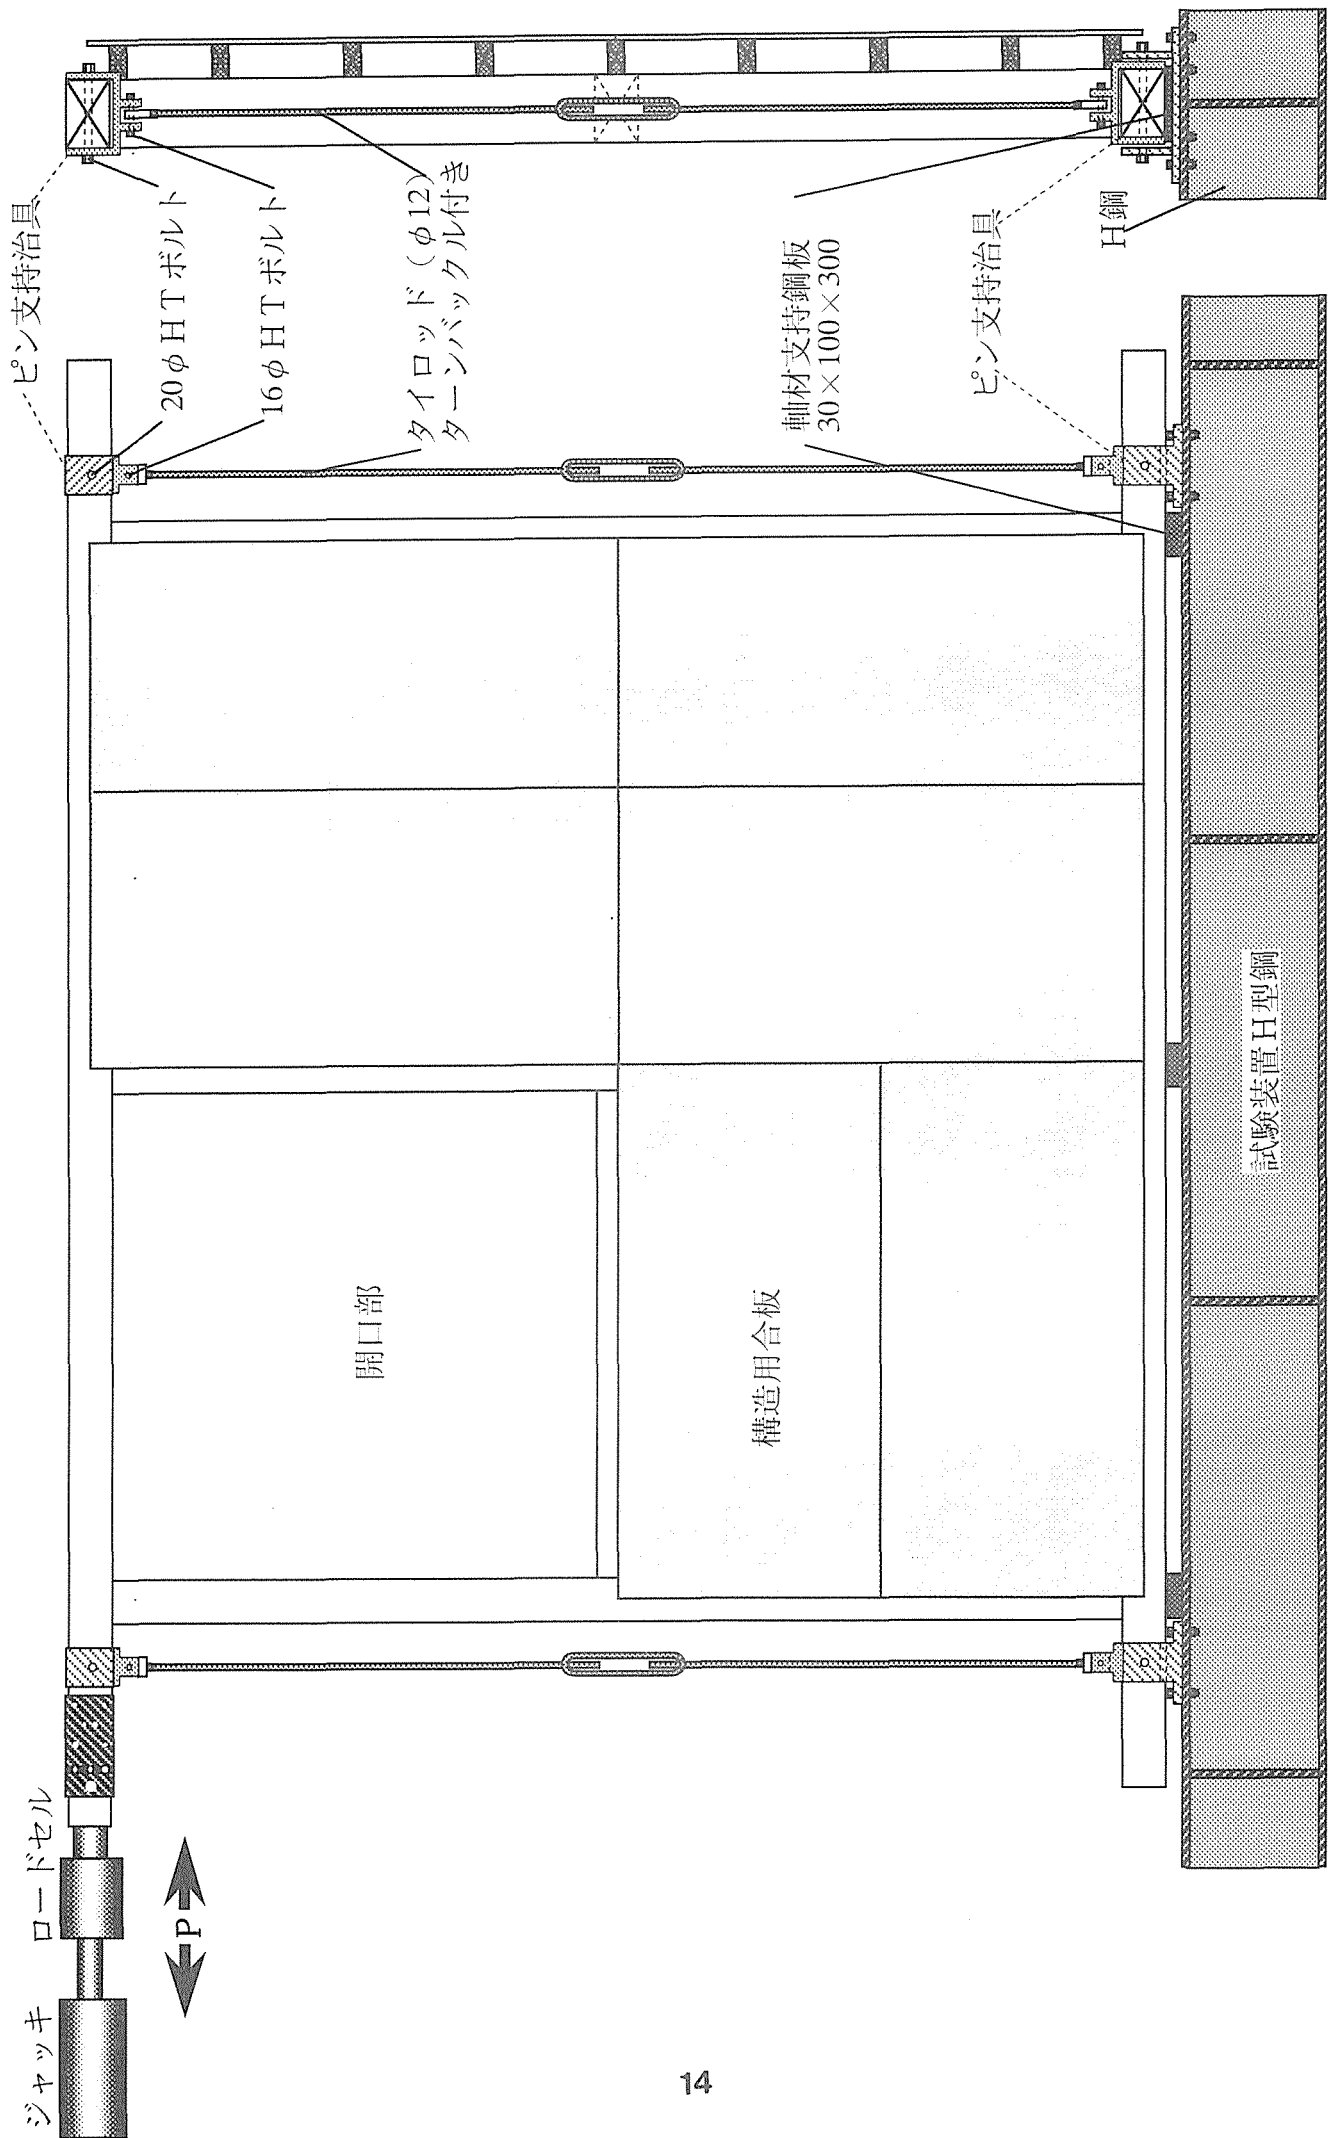 ジャッキ
ロードセル
P
ピン支持治具
20φHTボルト
16φHTボルト
タイロッド（φ12）
ターンバックル付き
開口部
構造用合板
軸材支持鋼板
30×100×300
ピン支持治具
H鋼
試験装置H型鋼
14